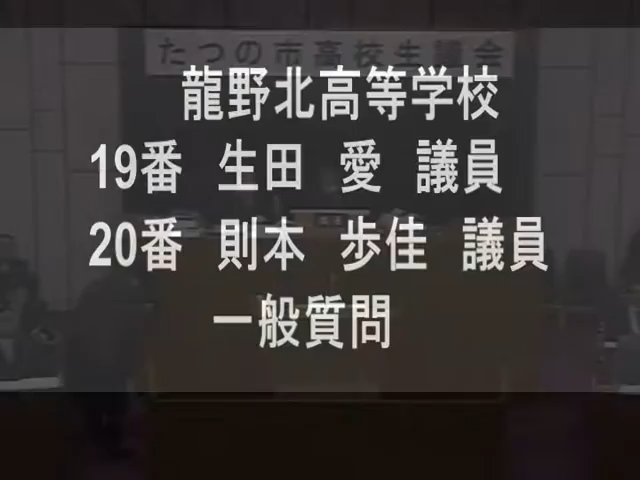 たつの市高校生議会
龍野北高等学校
19番 生田 愛 議員
20番 則本 歩佳 議員
一般質問